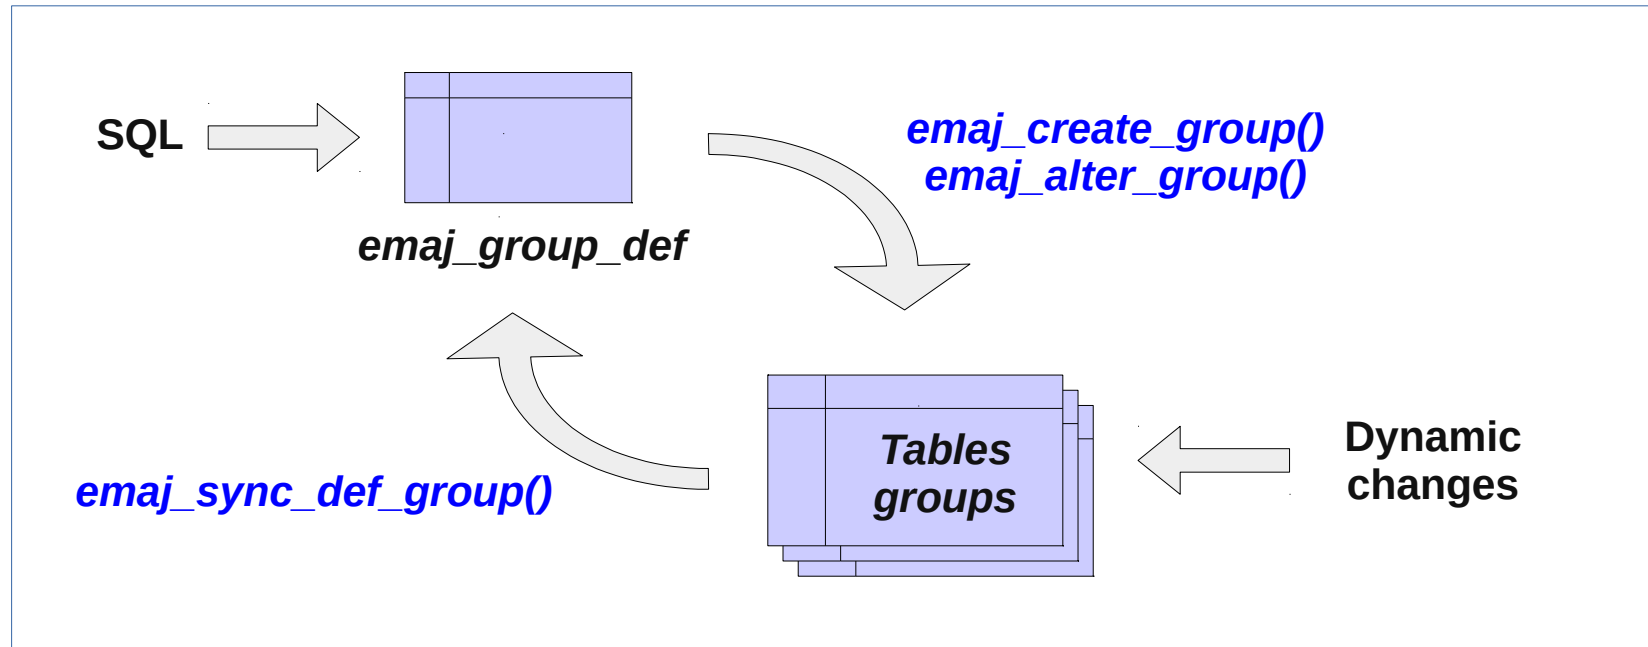 SQL
emaj_group_def
emaj_create_group()
emaj_alter_group()
emaj_sync_def_group()
Tables
groups
Dynamic
changes